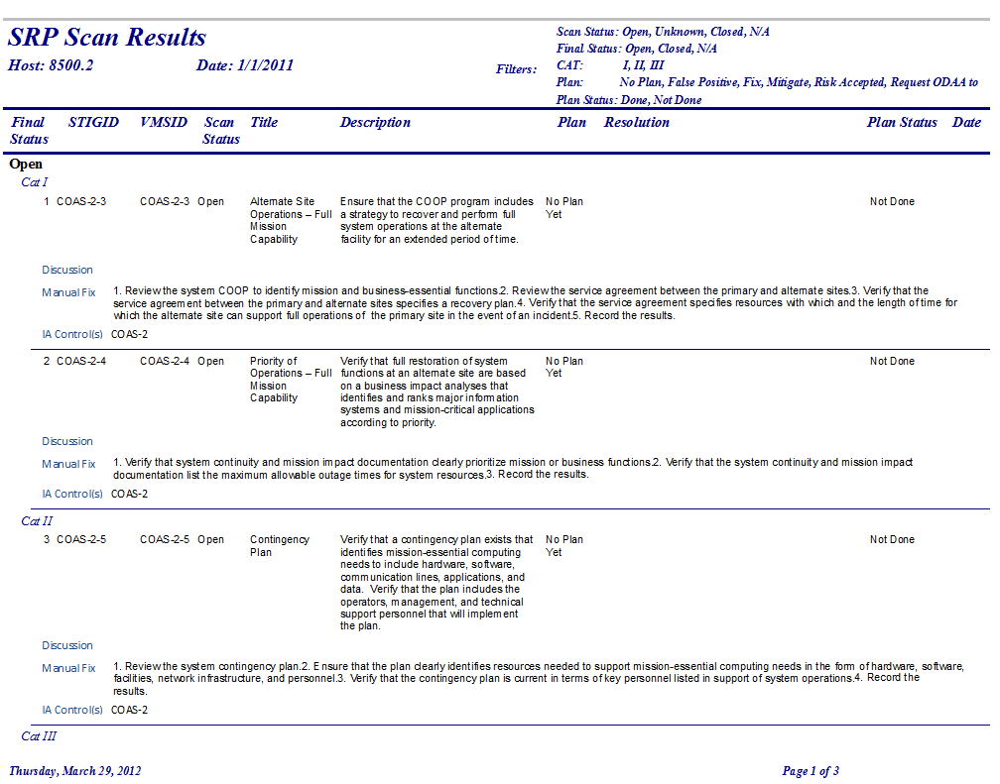 SRP Scan Results
Host: 8500.2 Date: 1/1/2011
Filters:
Scan Status: Open, Unknown, Closed, N/A
Final Status: Open, Closed, N/A
CAT: I, II, III
Plan: No Plan, False Positive, Fix, Mitigate, Risk Accepted, Request ODAA to
Plan Status: Done, Not Done
Final Status STIGID VMSID Scan Status Title Description Plan Resolution Plan Status Date
Open
Cat I
1 COAS-2-3 COAS-2-3 Open Alternate Site Ensure that the COOP program includes No Plan Not Done
Operations – Full a strategy to recover and perform full Yet
Mission system operations at the alternate
Capability facility for an extended period of time.
Discussion
Manual Fix 1. Review the system COOP to identify mission and business-essential functions.2. Review the service agreement between the primary and alternate sites.3. Verify that the
service agreement between the primary and alternate sites specifies a recovery plan.4. Verify that the service agreement specifies resources with which and the length of time for
which the alternate site can support full operations of the primary site in the event of an incident.5. Record the results.
IA Control(s) COAS-2
2 COAS-2-4 COAS-2-4 Open Priority of Verify that full restoration of system No Plan Not Done
Operations – Full functions at an alternate site are based Yet
Mission on a business impact analyses that
Capability identifies and ranks major information
systems and mission-critical applications
according to priority.
Discussion
Manual Fix 1. Verify that system continuity and mission impact documentation clearly prioritize mission or business functions.2. Verify that the system continuity and mission impact
documentation list the maximum allowable outage times for system resources.3. Record the results.
IA Control(s) COAS-2
Cat II
3 COAS-2-5 COAS-2-5 Open Contingency Verify that a contingency plan exists that No Plan Not Done
Plan identifies mission-essential computing Yet
needs to include hardware, software,
communication lines, applications, and
data. Verify that the plan includes the
operators, management, and technical
support personnel that will implement
the plan.
Discussion
Manual Fix 1. Review the system contingency plan.2. Ensure that the plan clearly identifies resources needed to support mission-essential computing needs in the form of hardware, software,
facilities, network infrastructure, and personnel.3. Verify that the contingency plan is current in terms of key personnel listed in support of system operations.4. Record the
results.
IA Control(s) COAS-2
Cat III
Thursday, March 29, 2012 Page 1 of 3